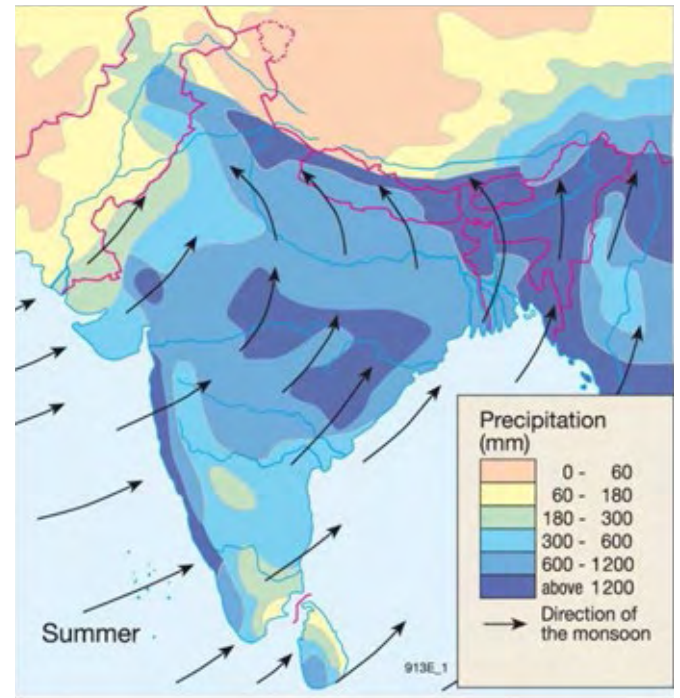 Precipitation
(mm)
0 - 60
60 - 180
180 - 300
300 - 600
600 - 1200
above 1200
Direction of
the monsoon
Summer
913E_1